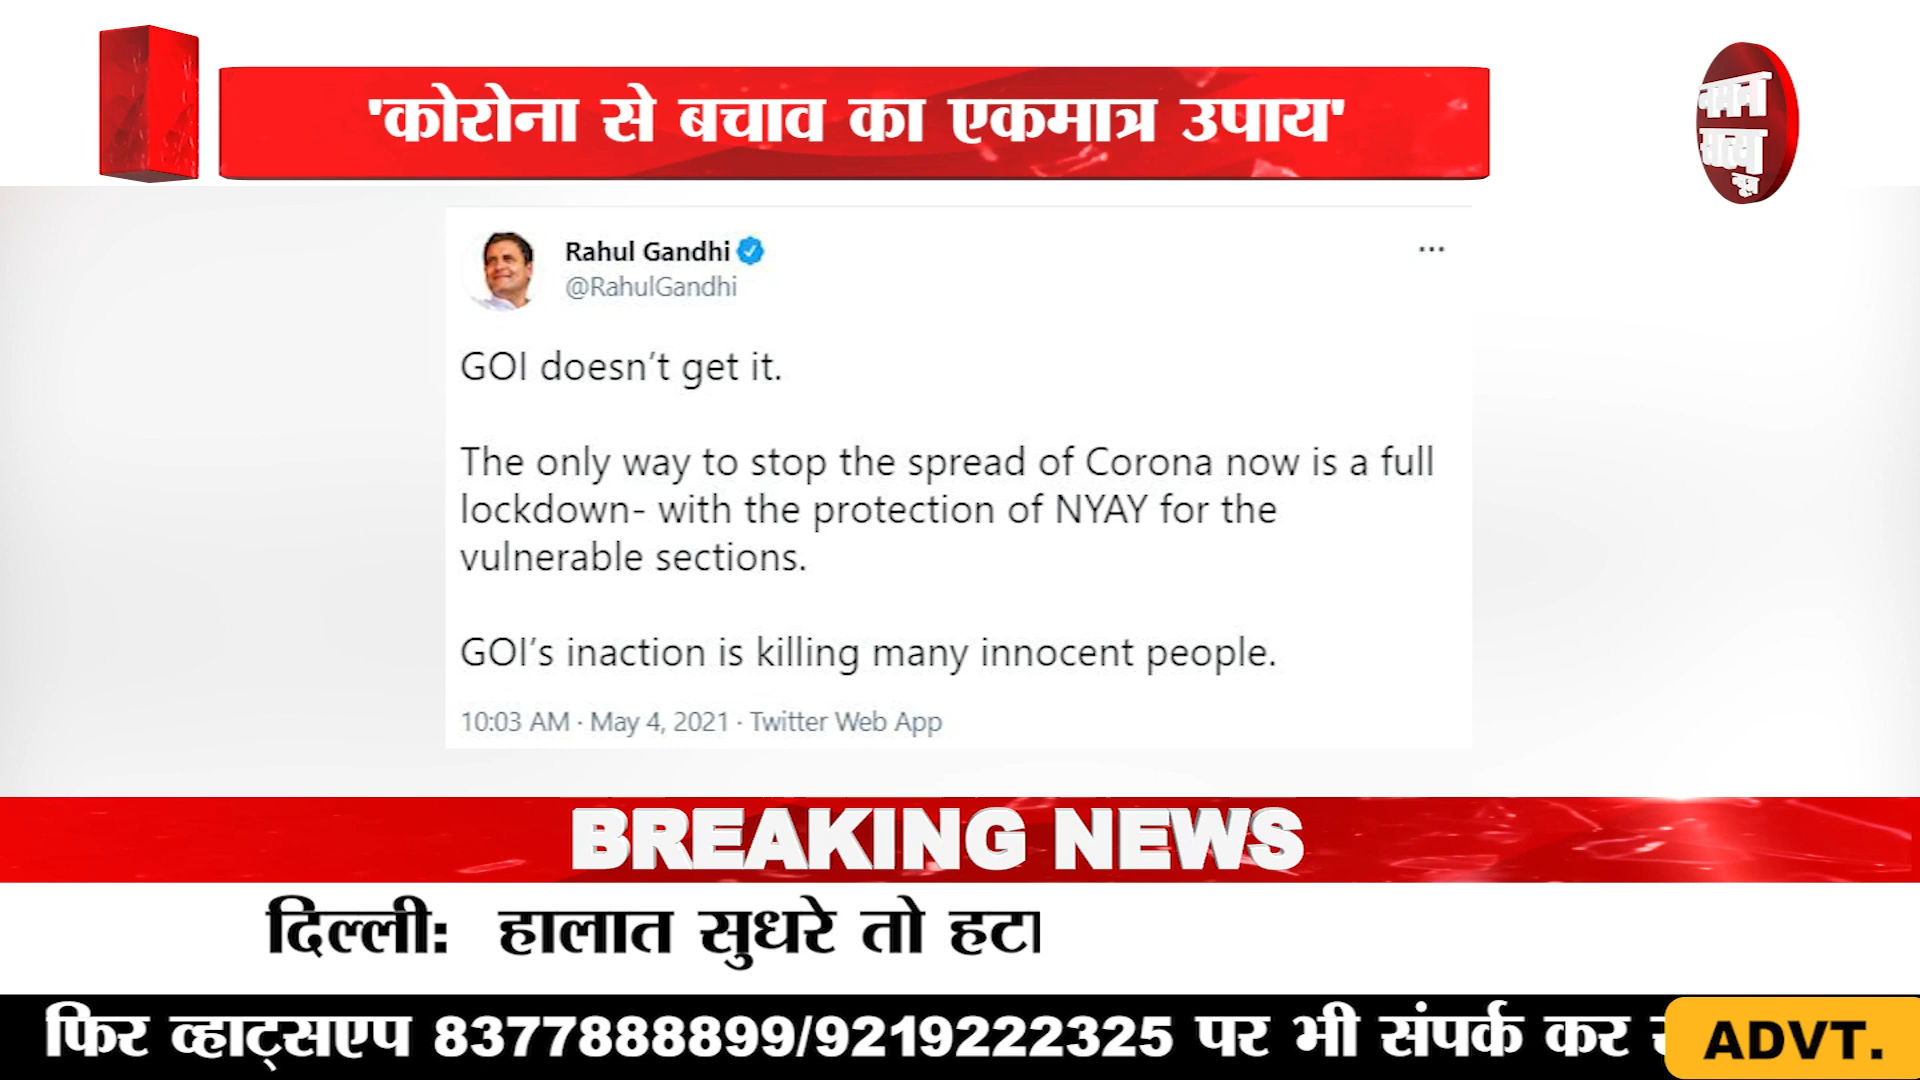 'कोरोना से बचाव का एकमात्र उपाय'
नमन
सत्य
न्यूज़
Rahul Gandhi
@RahulGandhi
GOI doesn’t get it.
The only way to stop the spread of Corona now is a full
lockdown- with the protection of NYAY for the
vulnerable sections.
GOI’s inaction is killing many innocent people.
10:03 AM · May 4, 2021 · Twitter Web App
BREAKING NEWS
दिल्ली: हालात सुधरे तो हटा
फिर व्हाट्सएप 8377888899/9219222325 पर भी संपर्क कर
ADVT.